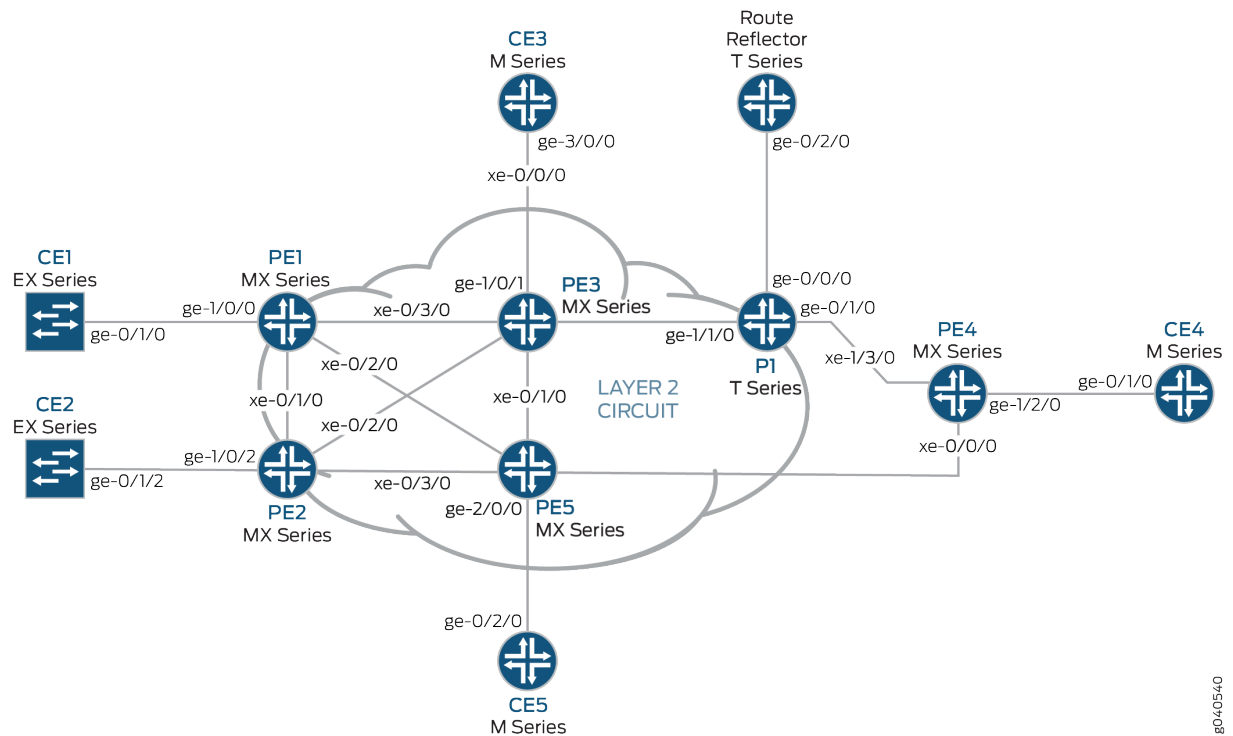 CE3
M Series
Route
Reflector
T Series
ge-3/0/0
ge-0/2/0
xe-0/0/0
CE1
EX Series
PE1
MX Series
ge-1/0/1
PE3
MX Series
ge-0/0/0
ge-0/1/0
ge-1/0/0
xe-0/3/0
ge-0/1/0
ge-1/1/0
PE4
MX Series
CE4
M Series
xe-0/2/0
P1
T Series
xe-1/3/0
ge-0/1/0
ge-1/2/0
CE2
EX Series
xe-0/1/0
xe-0/1/0
LAYER 2
CIRCUIT
xe-0/2/0
xe-0/0/0
ge-1/0/2
ge-0/1/2
xe-0/3/0
PE2
MX Series
ge-2/0/0
PE5
MX Series
ge-0/2/0
CE5
M Series
g040540